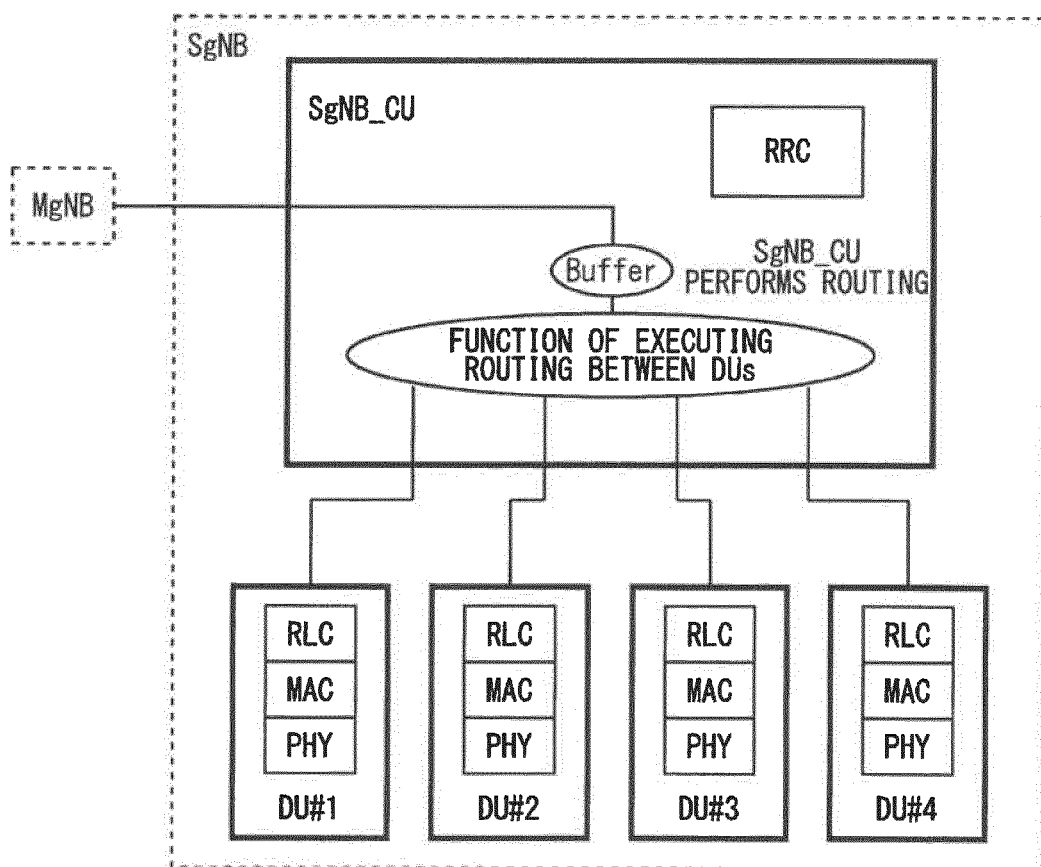 SgNB
SgNB_CU
RRC
MgNB
Buffer
SgNB_CU
PERFORMS ROUTING
FUNCTION OF EXECUTING
ROUTING BETWEEN DUs
RLC
MAC
PHY
DU#1
RLC
MAC
PHY
DU#2
RLC
MAC
PHY
DU#3
RLC
MAC
PHY
DU#4